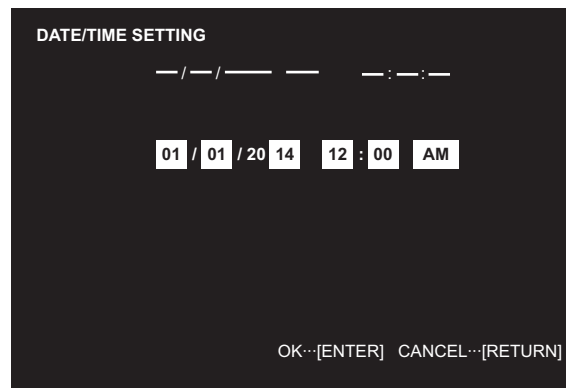 DATE/TIME SETTING
—/—/—— —— —:—:—
01 / 01 / 20 14 12 : 00 AM
OK···[ENTER] CANCEL···[RETURN]